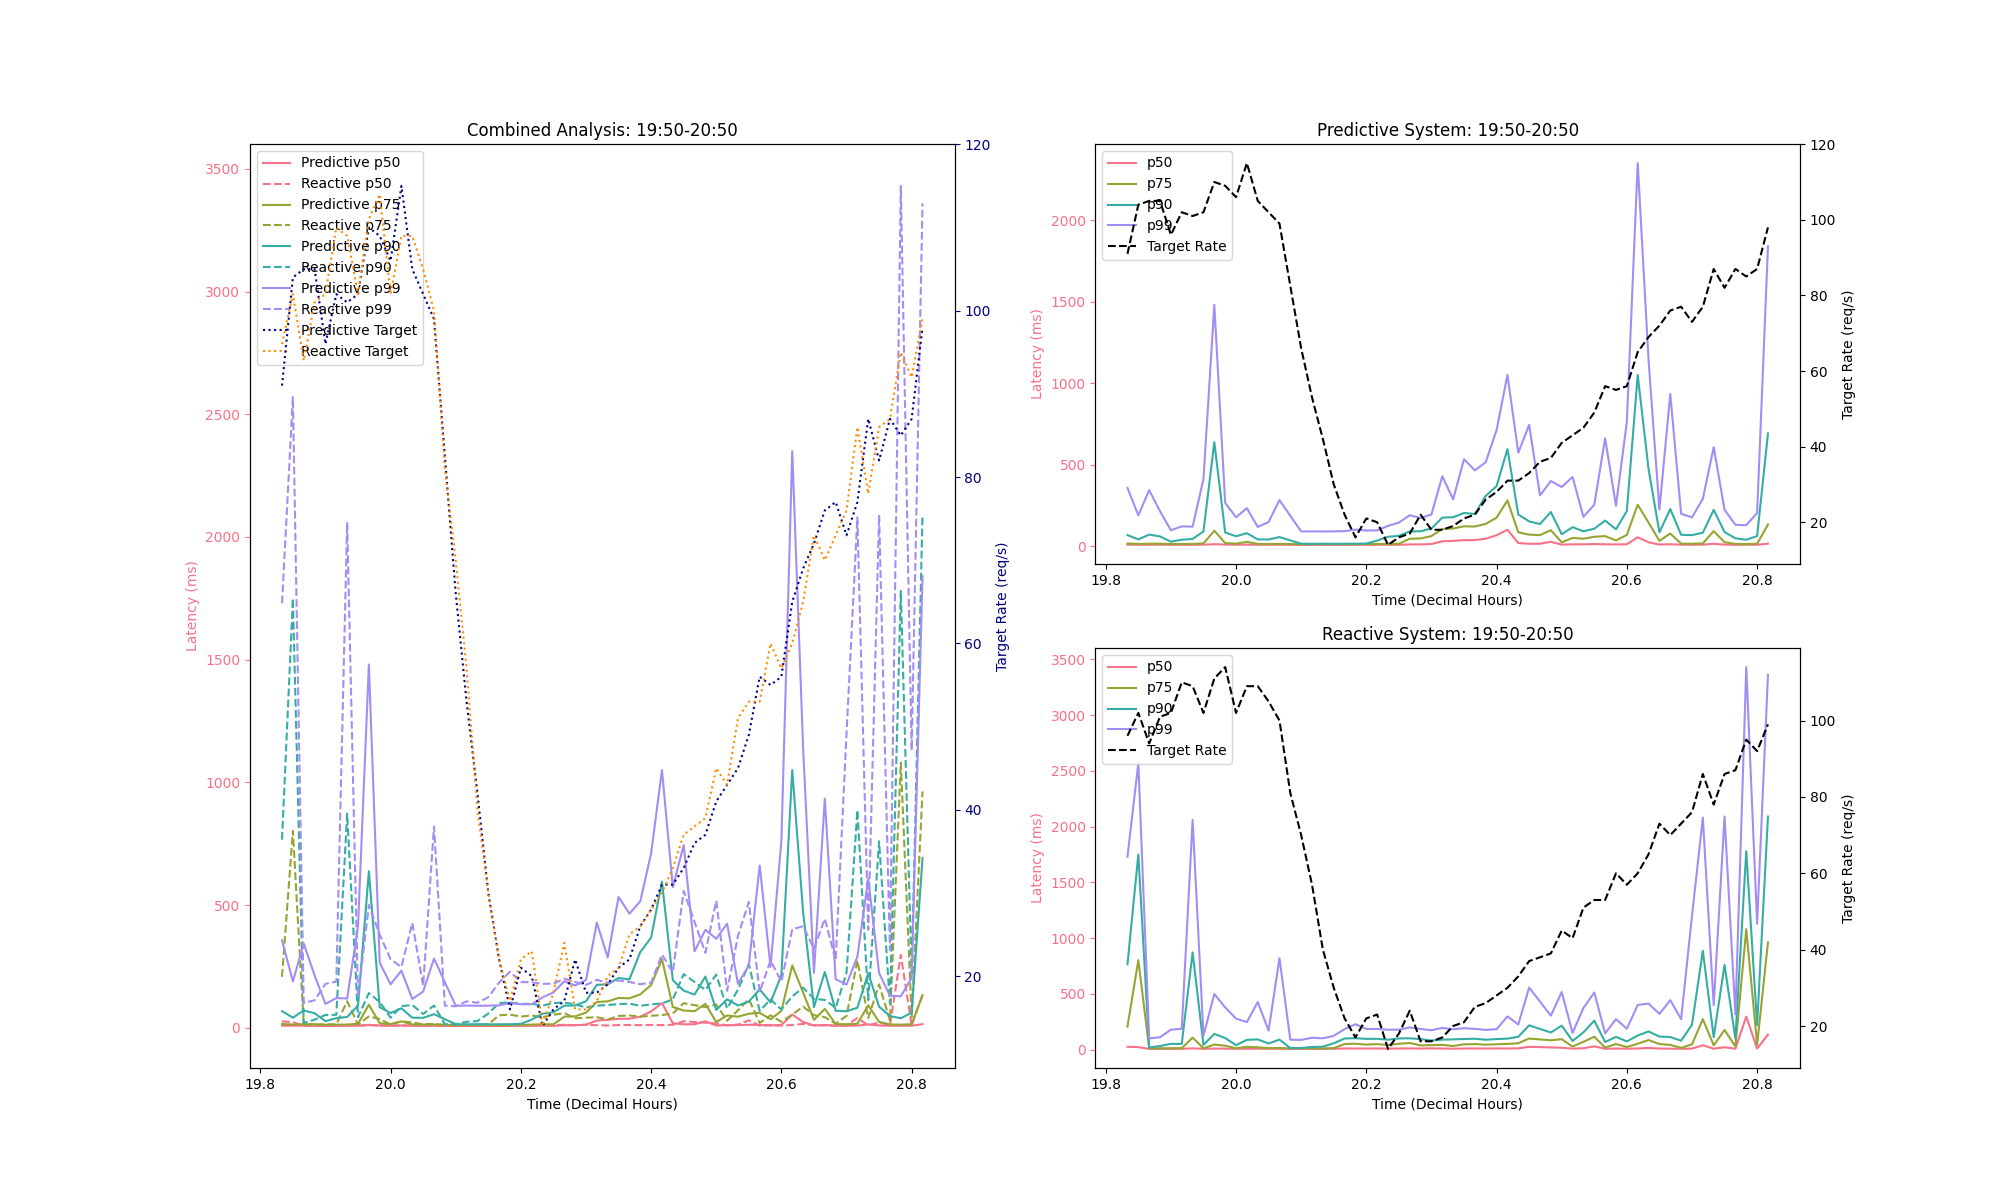 Combined Analysis: 19:50-20:50
Predictive p50
Reactive p50
Predictive p75
Reactive p75
Predictive p90
Reactive p90
Predictive p99
Reactive p99
Predictive Target
Reactive Target
3500
3000
2500
2000
1500
1000
500
0
Latency (ms)
120
100
80
60
40
20
Target Rate (req/s)
19.8 20.0 20.2 20.4 20.6 20.8
Time (Decimal Hours)
Predictive System: 19:50-20:50
p50
p75
p90
p99
Target Rate
2000
1500
1000
500
0
Latency (ms)
120
100
80
60
40
20
Target Rate (req/s)
19.8 20.0 20.2 20.4 20.6 20.8
Time (Decimal Hours)
Reactive System: 19:50-20:50
p50
p75
p90
p99
Target Rate
3500
3000
2500
2000
1500
1000
500
0
Latency (ms)
100
80
60
40
20
Target Rate (req/s)
19.8 20.0 20.2 20.4 20.6 20.8
Time (Decimal Hours)